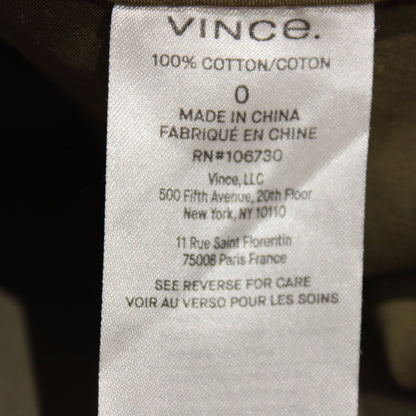 VINCE.
100% COTTON/COTON
0
MADE IN CHINA
FABRIQUÉ EN CHINE
RN#106730
Vince, LLC
500 Fifth Avenue, 20th Floor
New York, NY 10110
11 Rue Saint Florentin
75008 Paris France
SEE REVERSE FOR CARE
VOIR AU VERSO POUR LES SOINS